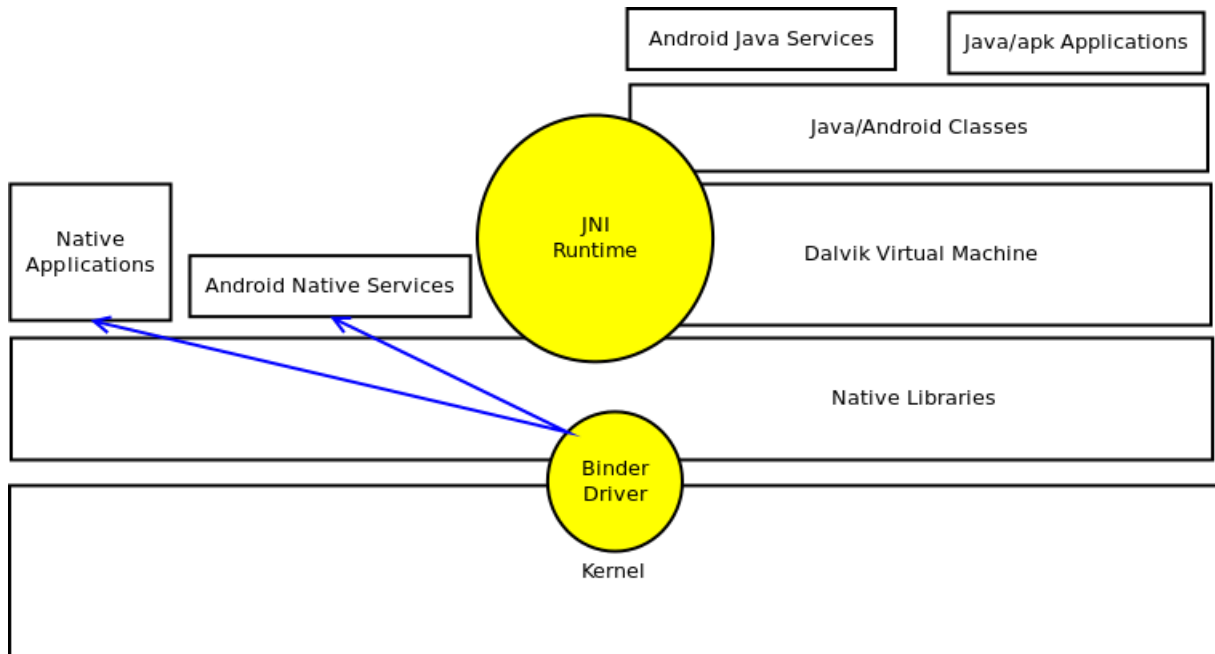 Android Java Services
Java/apk Applications
Java/Android Classes
JNI
Runtime
Native
Applications
Dalvik Virtual Machine
Android Native Services
Native Libraries
Binder
Driver
Kernel